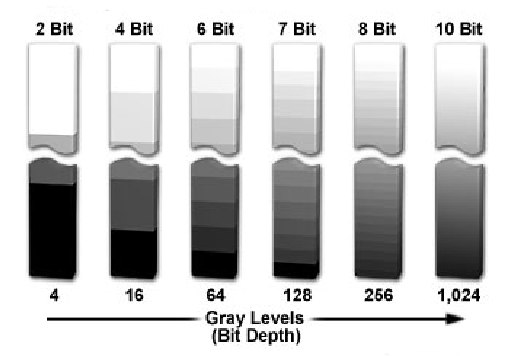 2 Bit 4 Bit 6 Bit 7 Bit 8 Bit 10 Bit
4 16 64 128 256 1,024
Gray Levels
(Bit Depth)